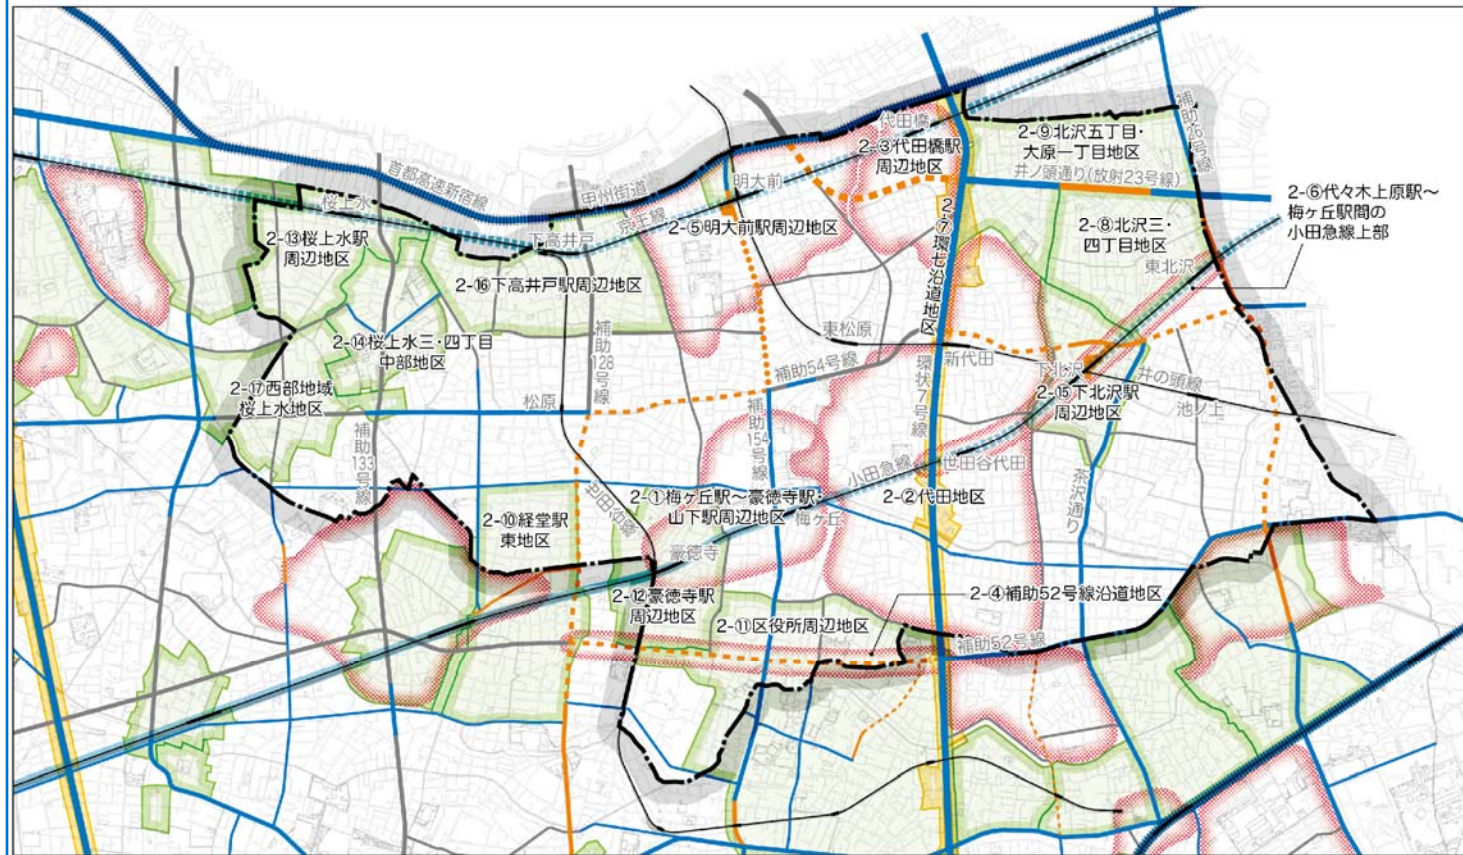 代田橋
2-③代田橋駅
周辺地区
2-⑨北沢五丁目・
大原一丁目地区
補助26号線
井ノ頭通り(放射23号線)
2-⑥代々木上原駅～
梅ヶ丘駅間の
小田急線上部
首都高速新宿線
甲州街道
明大前
京王線
桜上水
下高井戸
2-⑤明大前駅周辺地区
2-⑦環七沿道地区
2-⑧北沢三・
四丁目地区
東北沢
2-⑬桜上水駅
周辺地区
2-⑯下高井戸駅周辺地区
2-⑭桜上水三・四丁目
中部地区
補助128号線
東松原
新代田
補助54号線
環状7号線
下北沢
井の頭線
2-⑮下北沢駅
周辺地区
池ノ上
2-⑰西部地域
桜上水地区
松原
補助133号線
補助154号線
小田急線
世田谷代田
茶沢通り
世田谷線
2-①梅ヶ丘駅～豪徳寺駅・
山下駅周辺地区
梅ヶ丘
2-②代田地区
2-⑩経堂駅
東地区
豪徳寺
2-⑫豪徳寺駅
周辺地区
2-⑪区役所周辺地区
2-④補助52号線沿道地区
補助52号線